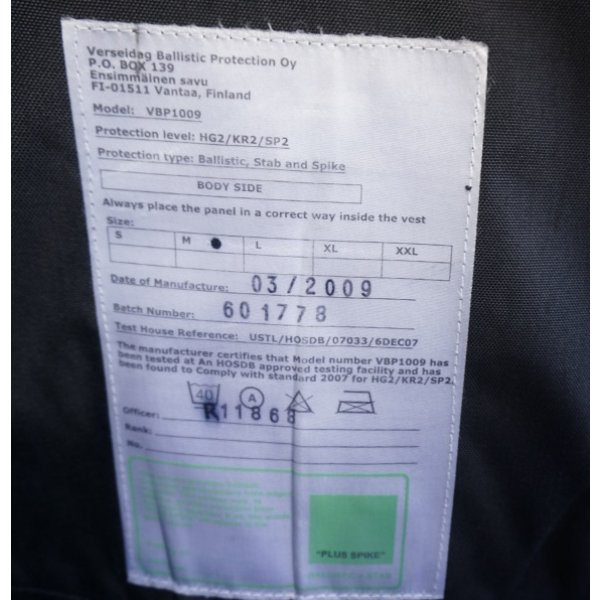 Verseidag Ballistic Protection Oy
P.O. BOX 139
Ensimmäinen savu
FI-01511 Vantaa, Finland
Model: VBP1009
Protection level: HG2/KR2/SP2
Protection type: Ballistic, Stab and Spike
BODY SIDE
Always place the panel in a correct way inside the vest
Size:
S M L XL XXL
Date of Manufacture: 03/2009
Batch Number: 601778
Test House Reference: USTL/HOSDB/07033/6DEC07
The manufacturer certifies that Model number VBP1009 has
been tested at An HOSDB approved testing facility and has
been found to Comply with standard 2007 for HG2/KR2/SP2.
40 A
Officer: R11868
Rank:
No.
"PLUS SPIKE"